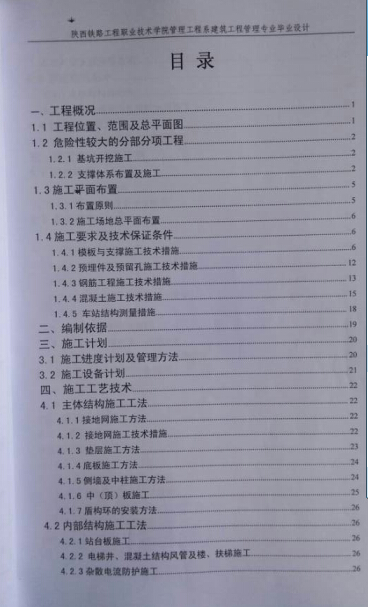 陕西铁路工程职业技术学院管理工程系建筑工程管理专业毕业设计
目 录
一、工程概况 1
1.1 工程位置、范围及总平面图 1
1.2 危险性较大的分部分项工程 2
1.2.1 基坑开挖施工 2
1.2.2 支撑体系布置及施工 2
1.3施工平面布置 5
1.3.1布置原则 5
1.3.2施工场地总平面布置 6
1.4施工要求及技术保证条件 6
1.4.1模板与支撑施工技术措施 6
1.4.2预埋件及预留孔施工技术措施 12
1.4.3钢筋工程施工技术措施 13
1.4.4混凝土施工技术措施 15
1.4.5 车站结构测量措施 18
二、编制依据 19
三、施工计划 20
3.1 施工进度计划及管理方法 20
3.2 施工设备计划 21
四、施工工艺技术 22
4.1 主体结构施工工法 22
4.1.1接地网施工方法 22
4.1.2 接地网施工技术措施 22
4.1.3 垫层施工方法 23
4.1.4底板施工方法 24
4.1.5侧墙及中柱施工方法 24
4.1.6 中（顶）板施工 25
4.1.7盾构环的安装方法 26
4.2内部结构施工工法 26
4.2.1站台板施工 26
4.2.2 电梯井、混凝土结构风管及楼、扶梯施工 26
4.2.3杂散电流防护施工 26